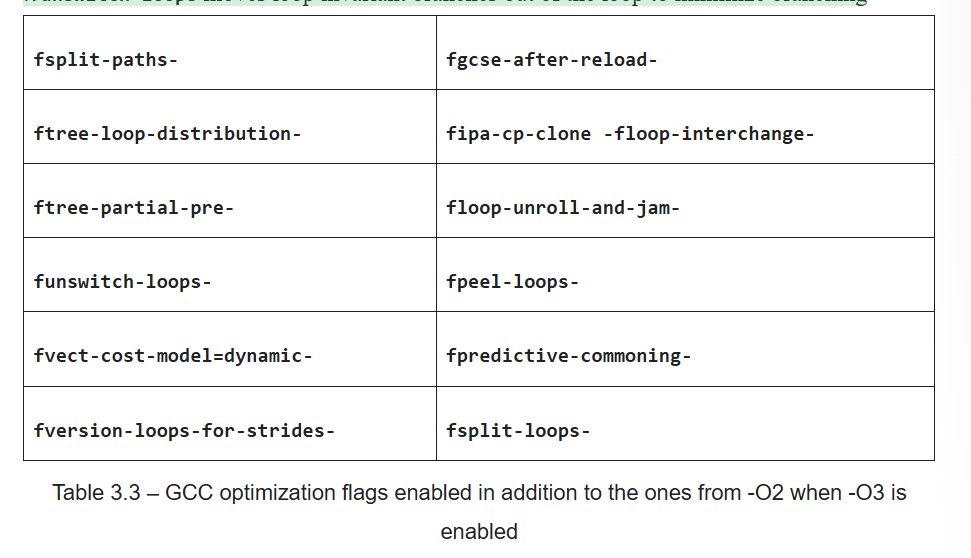 fsplit-paths-
fgcse-after-reload-
ftree-loop-distribution-
fipa-cp-clone -floop-interchange-
ftree-partial-pre-
floop-unroll-and-jam-
funswitch-loops-
fpeel-loops-
fvect-cost-model=dynamic-
fpredictive-commoning-
fversion-loops-for-strides-
fsplit-loops-
Table 3.3 – GCC optimization flags enabled in addition to the ones from -O2 when -O3 is
enabled